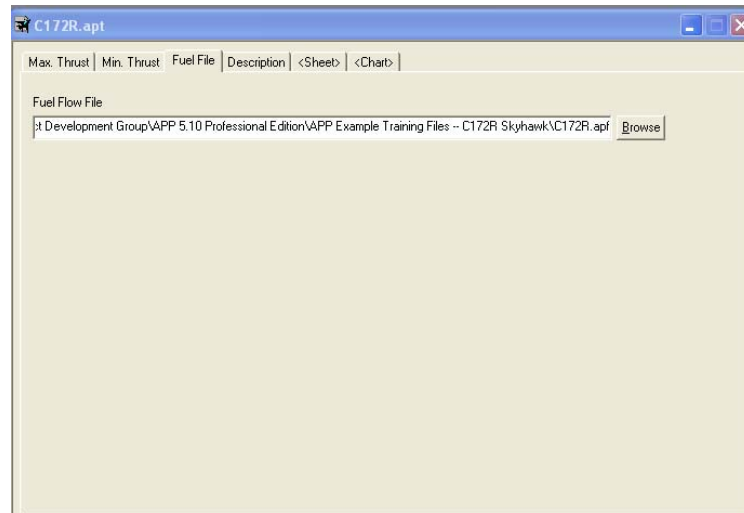 C172R.apt
Max. Thrust Min. Thrust Fuel File Description <Sheet> <Chart>
Fuel Flow File
:t Development Group\APP 5.10 Professional Edition\APP Example Training Files -- C172R Skyhawk\C172R.apf Browse